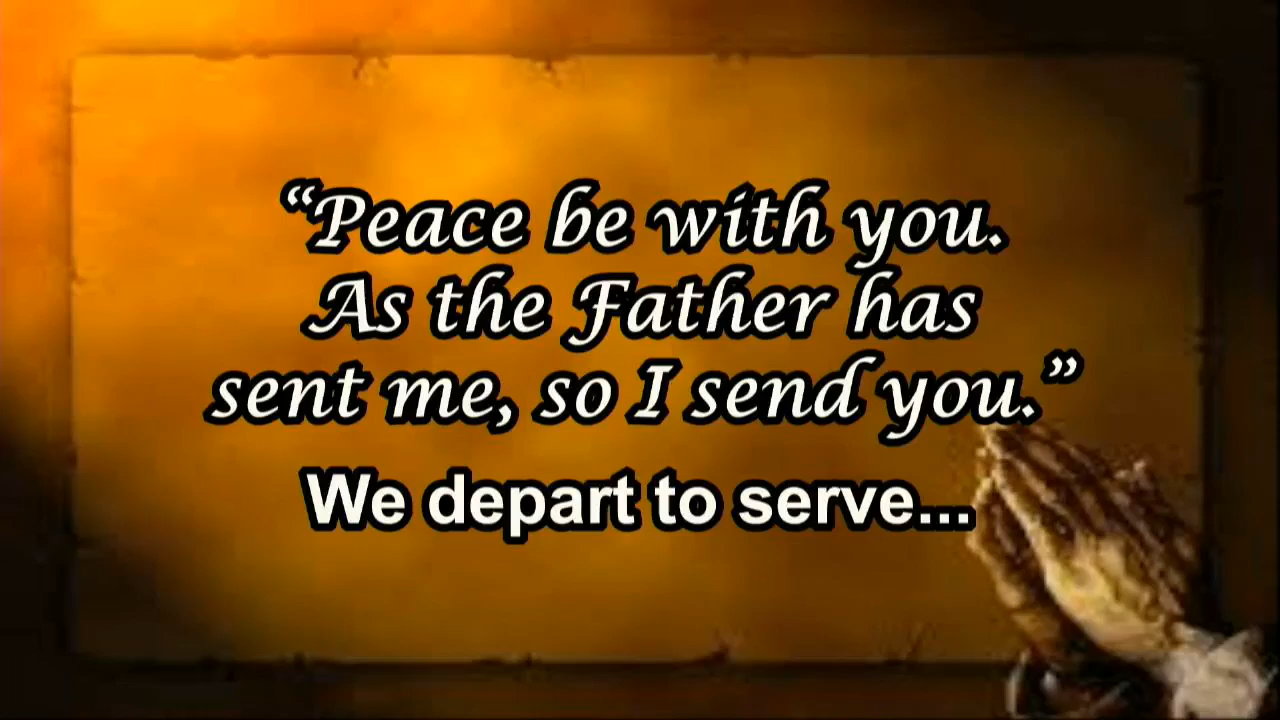 “Peace be with you.
As the Father has
sent me, so I send you.”
We depart to serve...